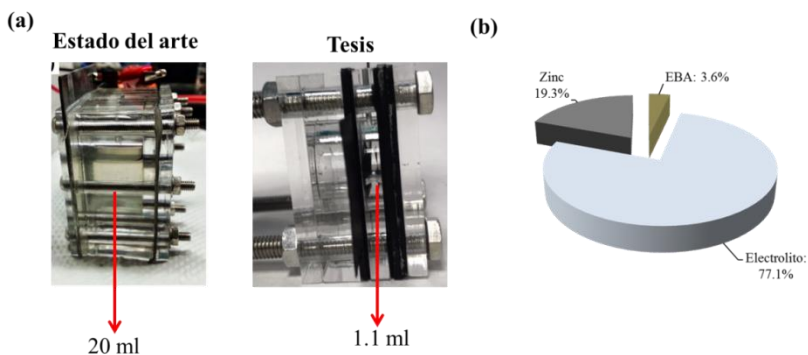 (a)
Estado del arte
Tesis
20 ml
1.1 ml
(b)
Zinc
19.3%
EBA: 3.6%
Electrolito:
77.1%